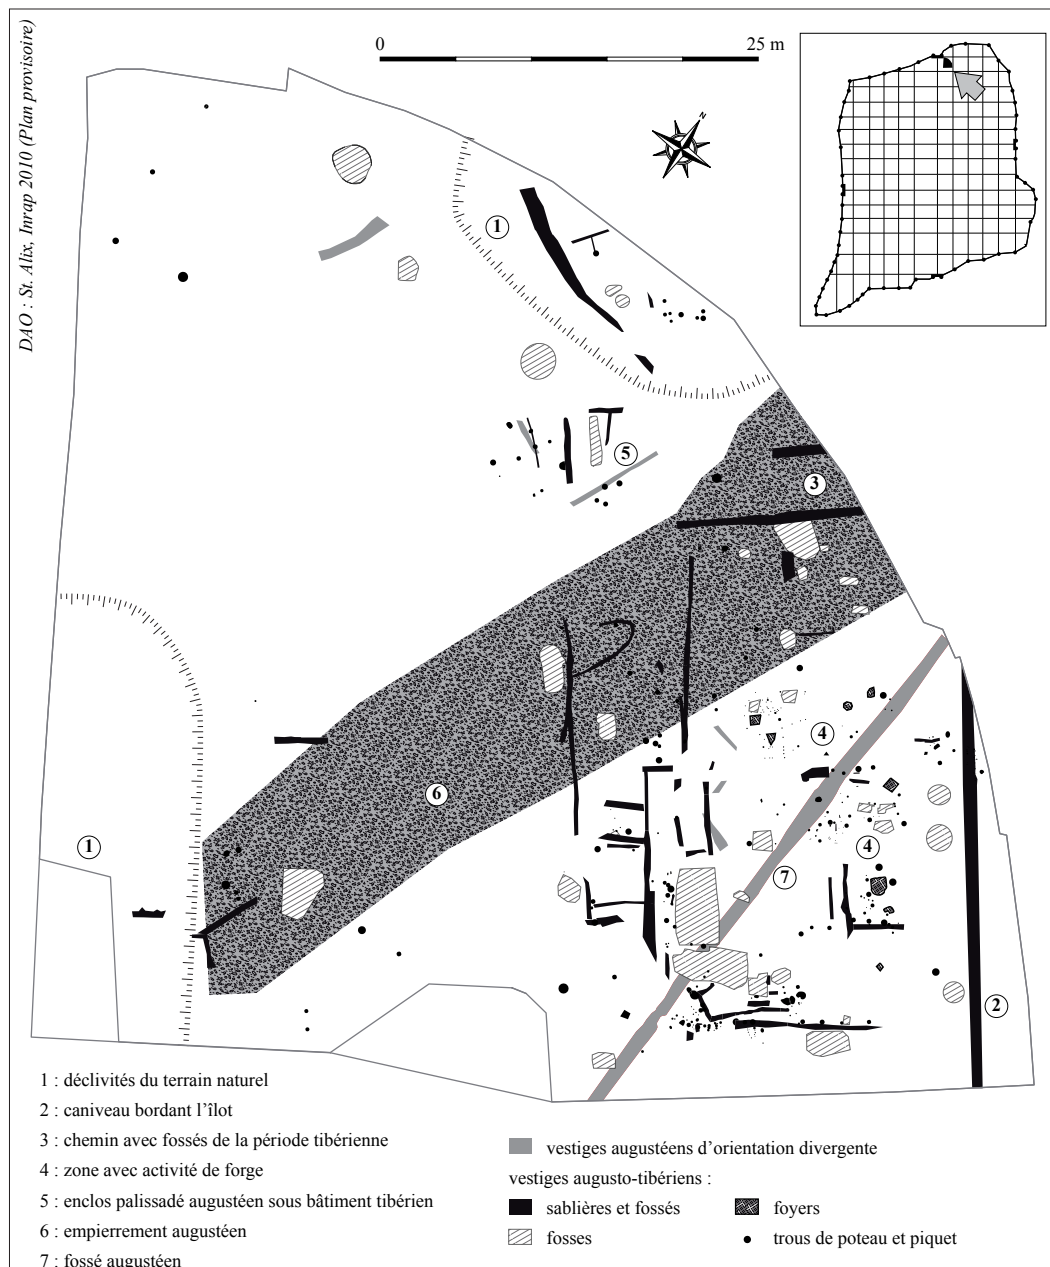 DAO : St. Alix, Inrap 2010 (Plan provisoire)
0 25 m
N
1
5
3
4
6
1
4
7
2
1 : déclivités du terrain naturel
2 : caniveau bordant l’îlot
3 : chemin avec fossés de la période tibérienne
4 : zone avec activité de forge
5 : enclos palissadé augustéen sous bâtiment tibérien
6 : empierrement augustéen
7 : fossé augustéen
vestiges augustéens d’orientation divergente
vestiges augusto-tibériens :
sablières et fossés
foyers
fosses
trous de poteau et piquet